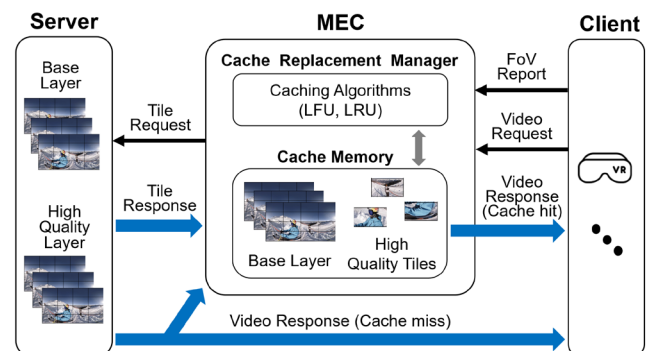 Server
MEC
Client
Base
Layer
High
Quality
Layer
Tile
Request
Tile
Response
Cache Replacement Manager
Caching Algorithms
(LFU, LRU)
Cache Memory
Base Layer
High
Quality Tiles
FoV
Report
Video
Request
Video
Response
(Cache hit)
VR
Video Response (Cache miss)